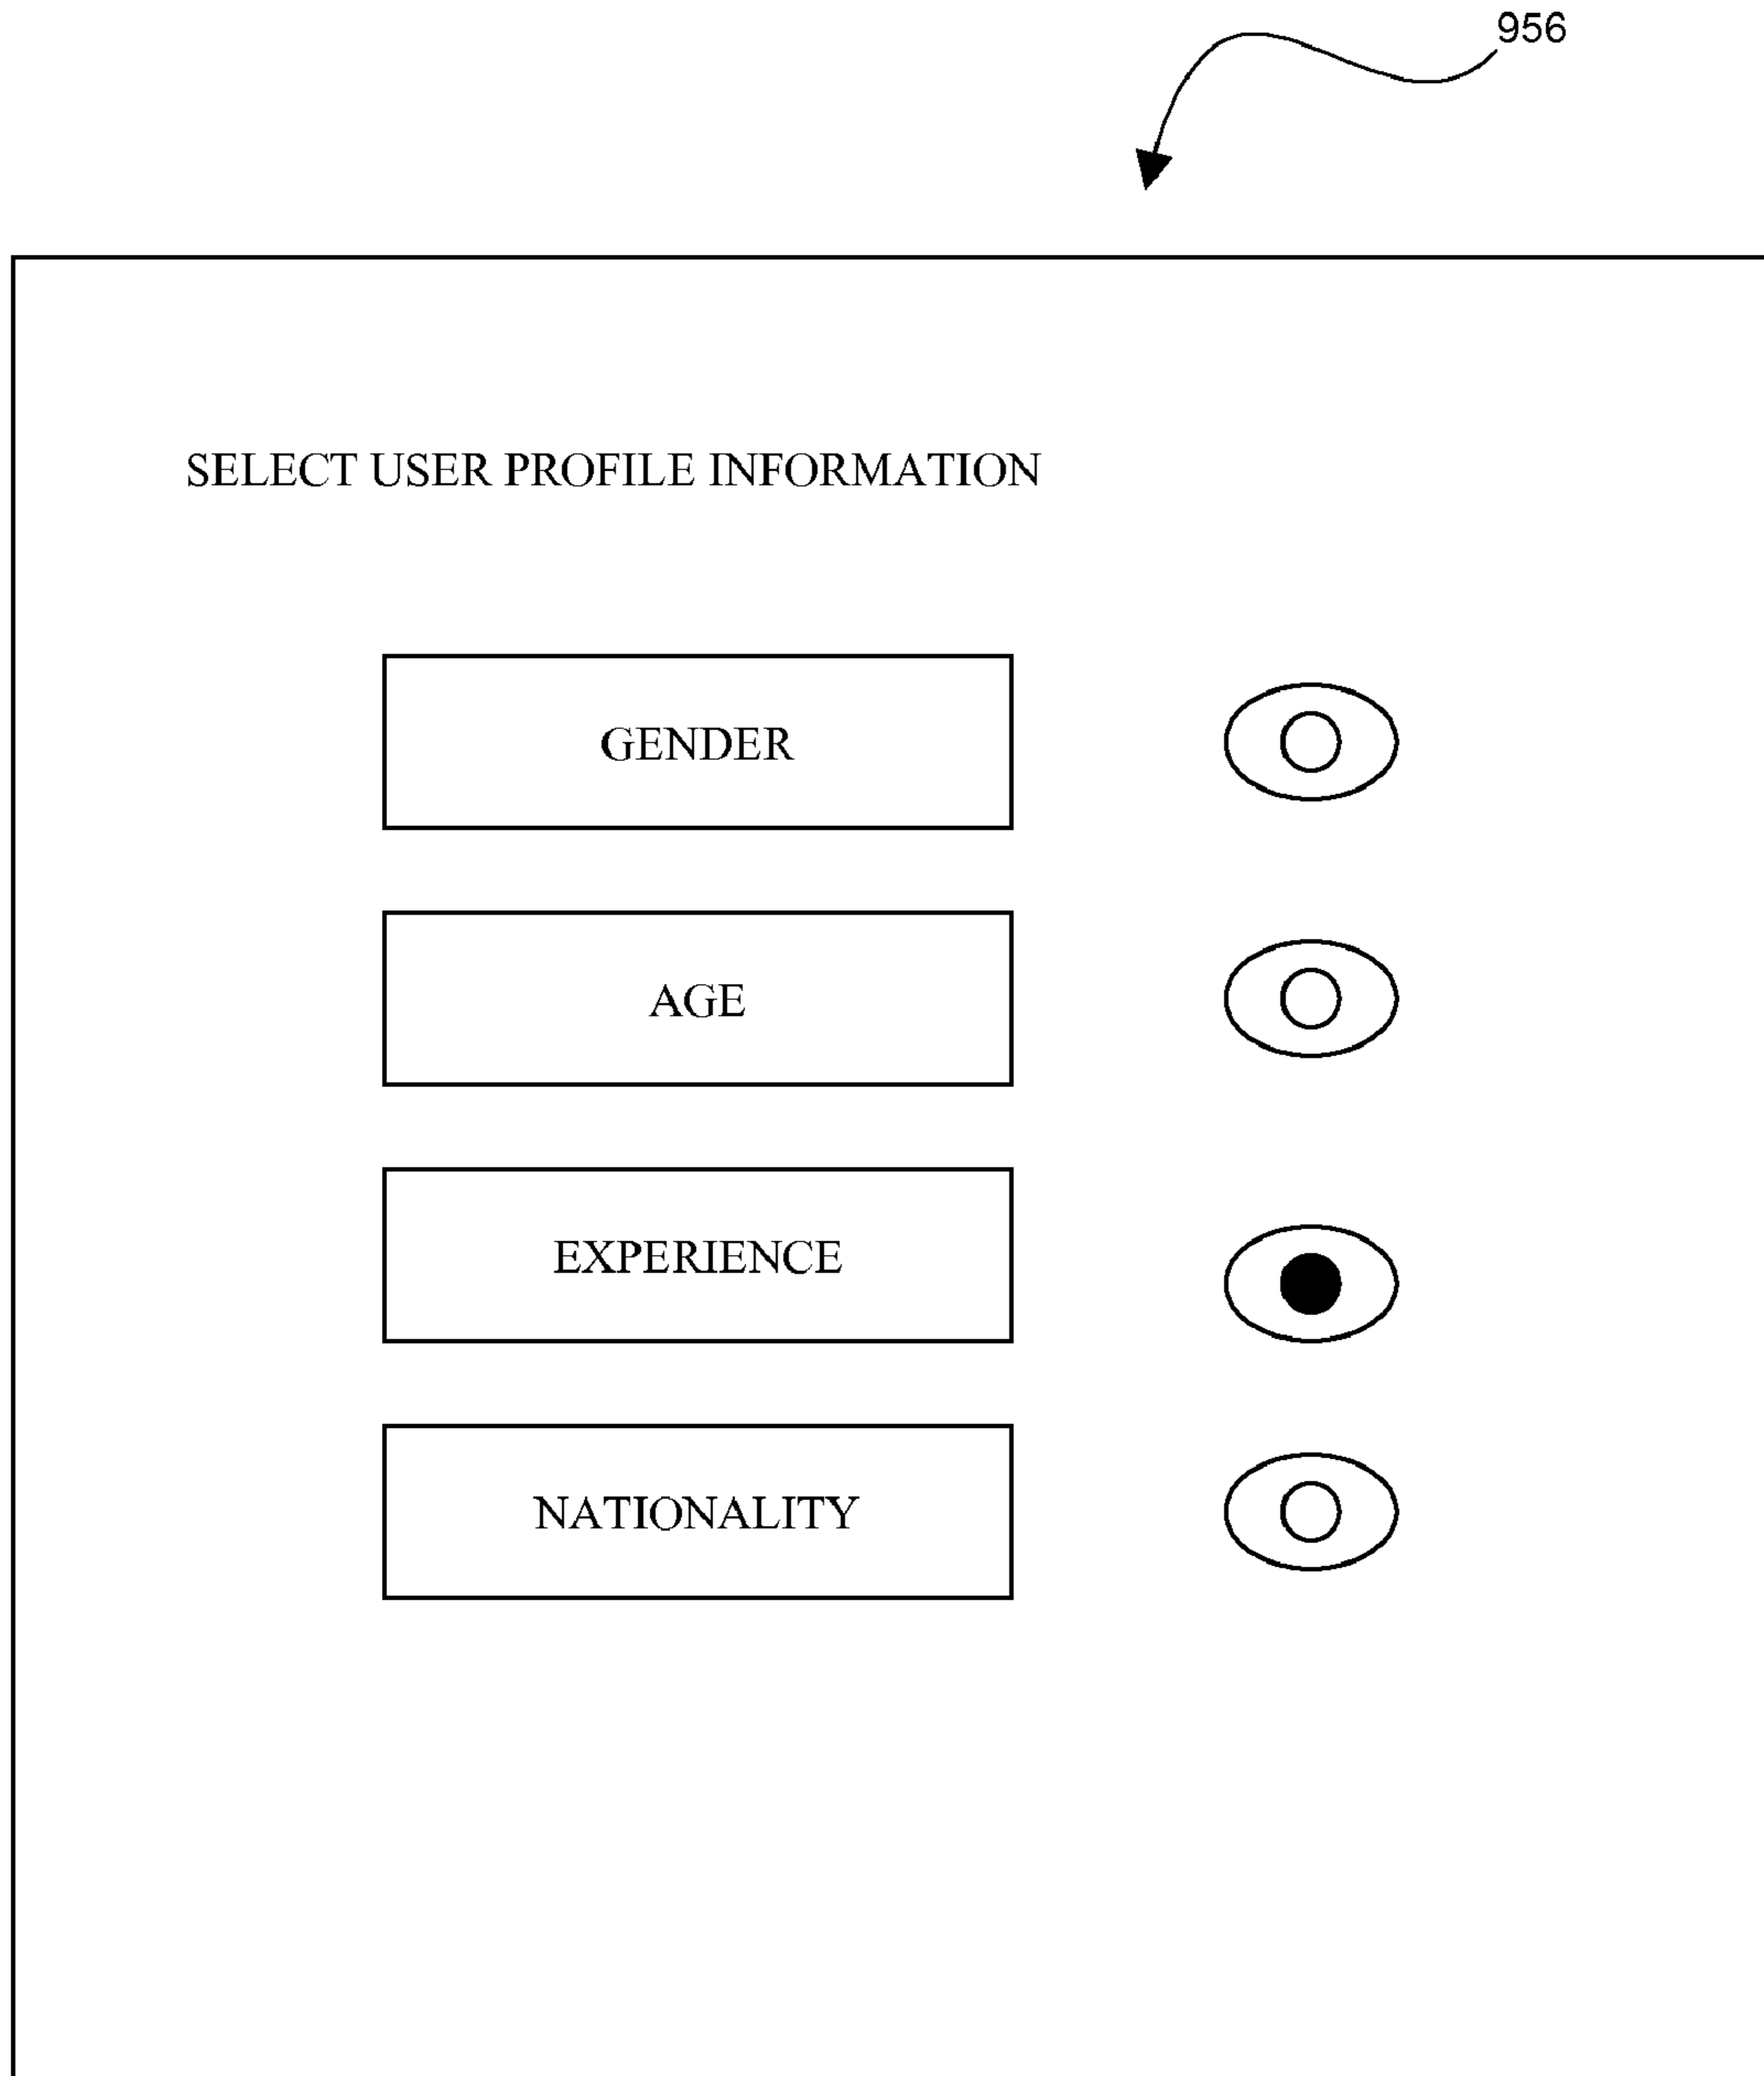 956
SELECT USER PROFILE INFORMATION
GENDER
AGE
EXPERIENCE
NATIONALITY